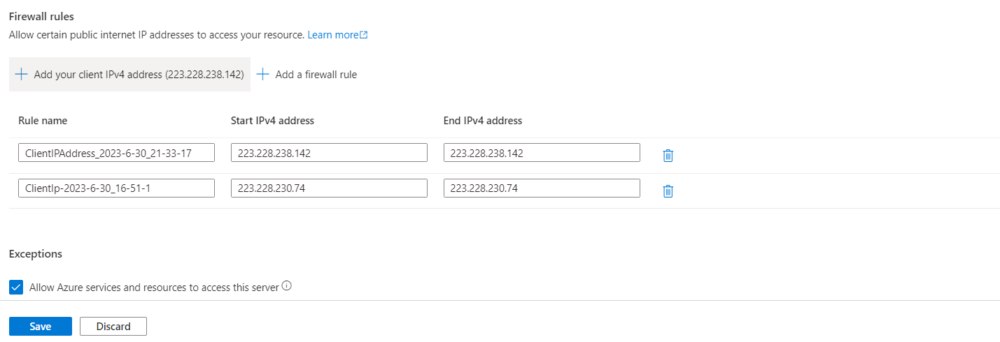 Firewall rules
Allow certain public internet IP addresses to access your resource. Learn more
Add your client IPv4 address (223.228.238.142) Add a firewall rule
Rule name Start IPv4 address End IPv4 address
ClientIPAddress_2023-6-30_21-33-17 223.228.238.142 223.228.238.142
ClientIp-2023-6-30_16-51-1 223.228.230.74 223.228.230.74
Exceptions
Allow Azure services and resources to access this server
Save Discard